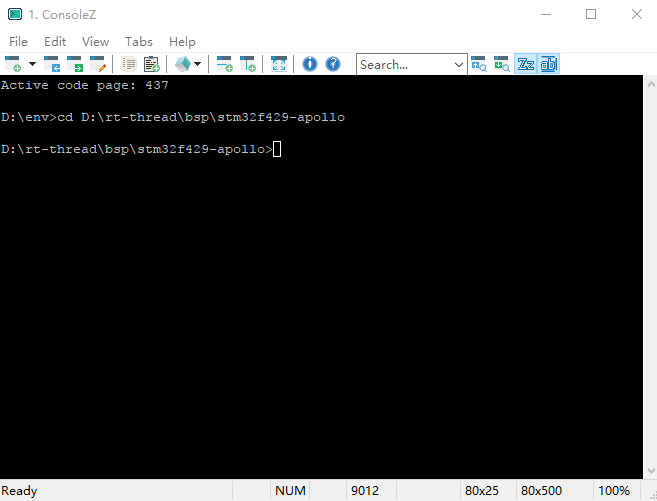 1. ConsoleZ
File Edit View Tabs Help
Search... Zz ab
Active code page: 437
D:\env>cd D:\rt-thread\bsp\stm32f429-apollo
D:\rt-thread\bsp\stm32f429-apollo>
Ready NUM 9012 80x25 80x500 100%